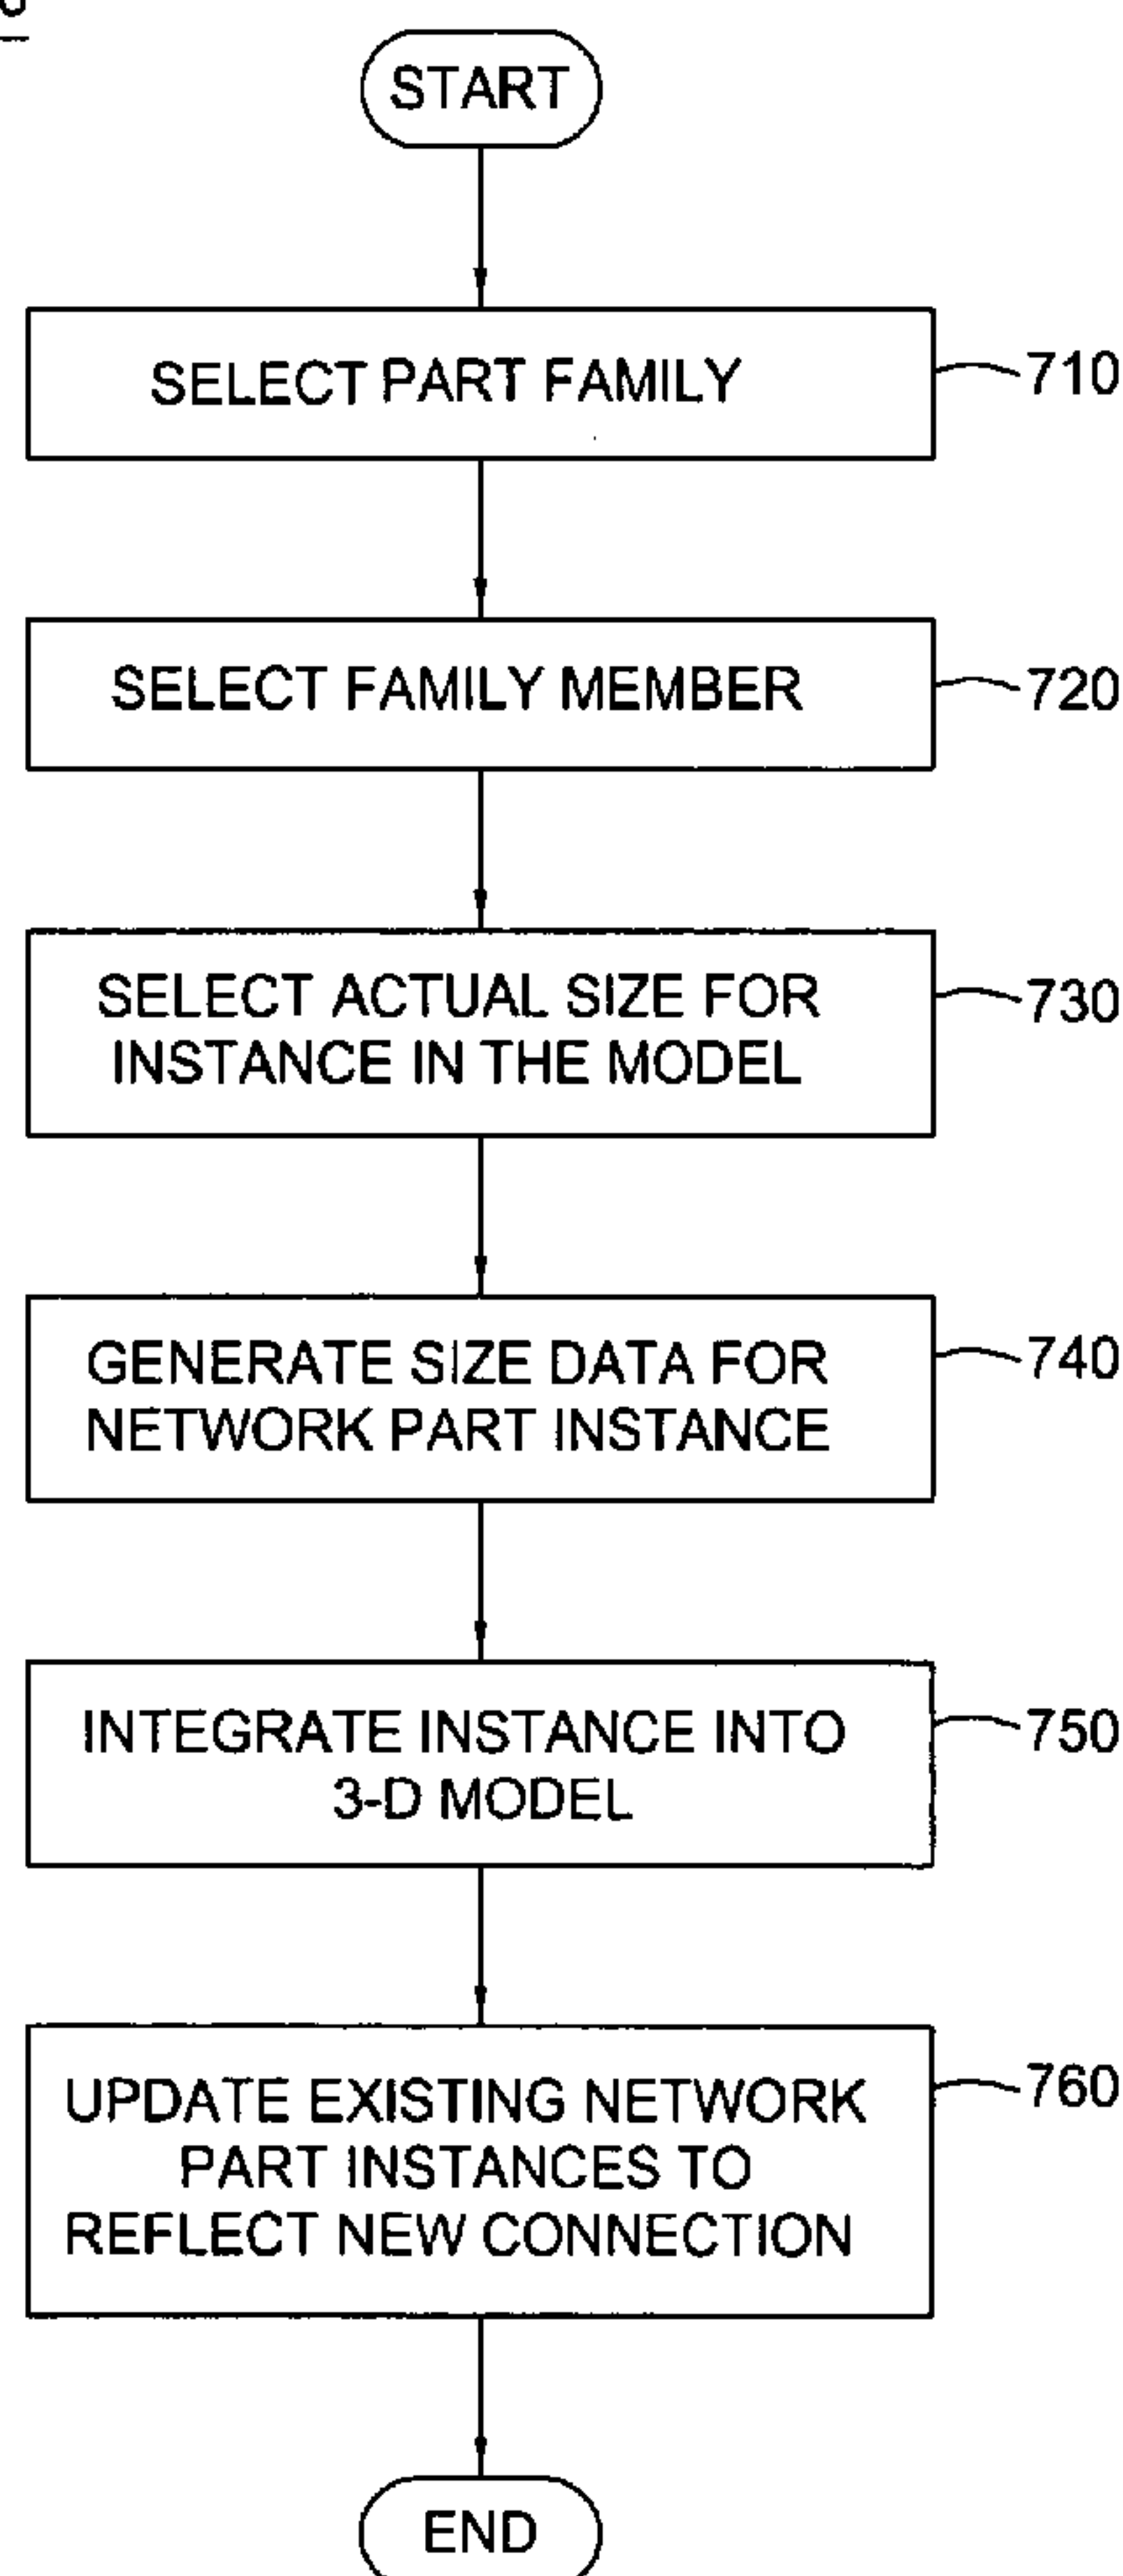 START
SELECT PART FAMILY
710
SELECT FAMILY MEMBER
720
SELECT ACTUAL SIZE FOR
INSTANCE IN THE MODEL
730
GENERATE SIZE DATA FOR
NETWORK PART INSTANCE
740
INTEGRATE INSTANCE INTO
3-D MODEL
750
UPDATE EXISTING NETWORK
PART INSTANCES TO
REFLECT NEW CONNECTION
760
END